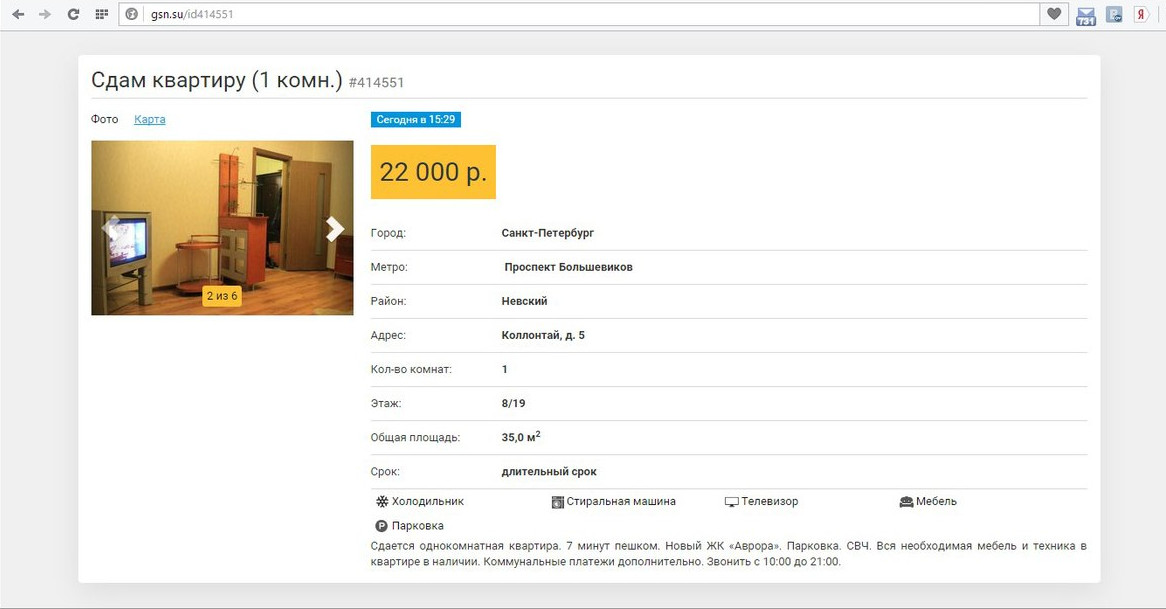 gsn.su/id414551
731
Я
Сдам квартиру (1 комн.) #414551
Фото Карта
Сегодня в 15:29
22 000 р.
2 из 6
Город: Санкт-Петербург
Метро: Проспект Большевиков
Район: Невский
Адрес: Коллонтай, д. 5
Кол-во комнат: 1
Этаж: 8/19
Общая площадь: 35,0 м²
Срок: длительный срок
Холодильник Стиральная машина Телевизор Мебель
P Парковка
Сдается однокомнатная квартира. 7 минут пешком. Новый ЖК «Аврора». Парковка. СВЧ. Вся необходимая мебель и техника в
квартире в наличии. Коммунальные платежи дополнительно. Звонить с 10:00 до 21:00.